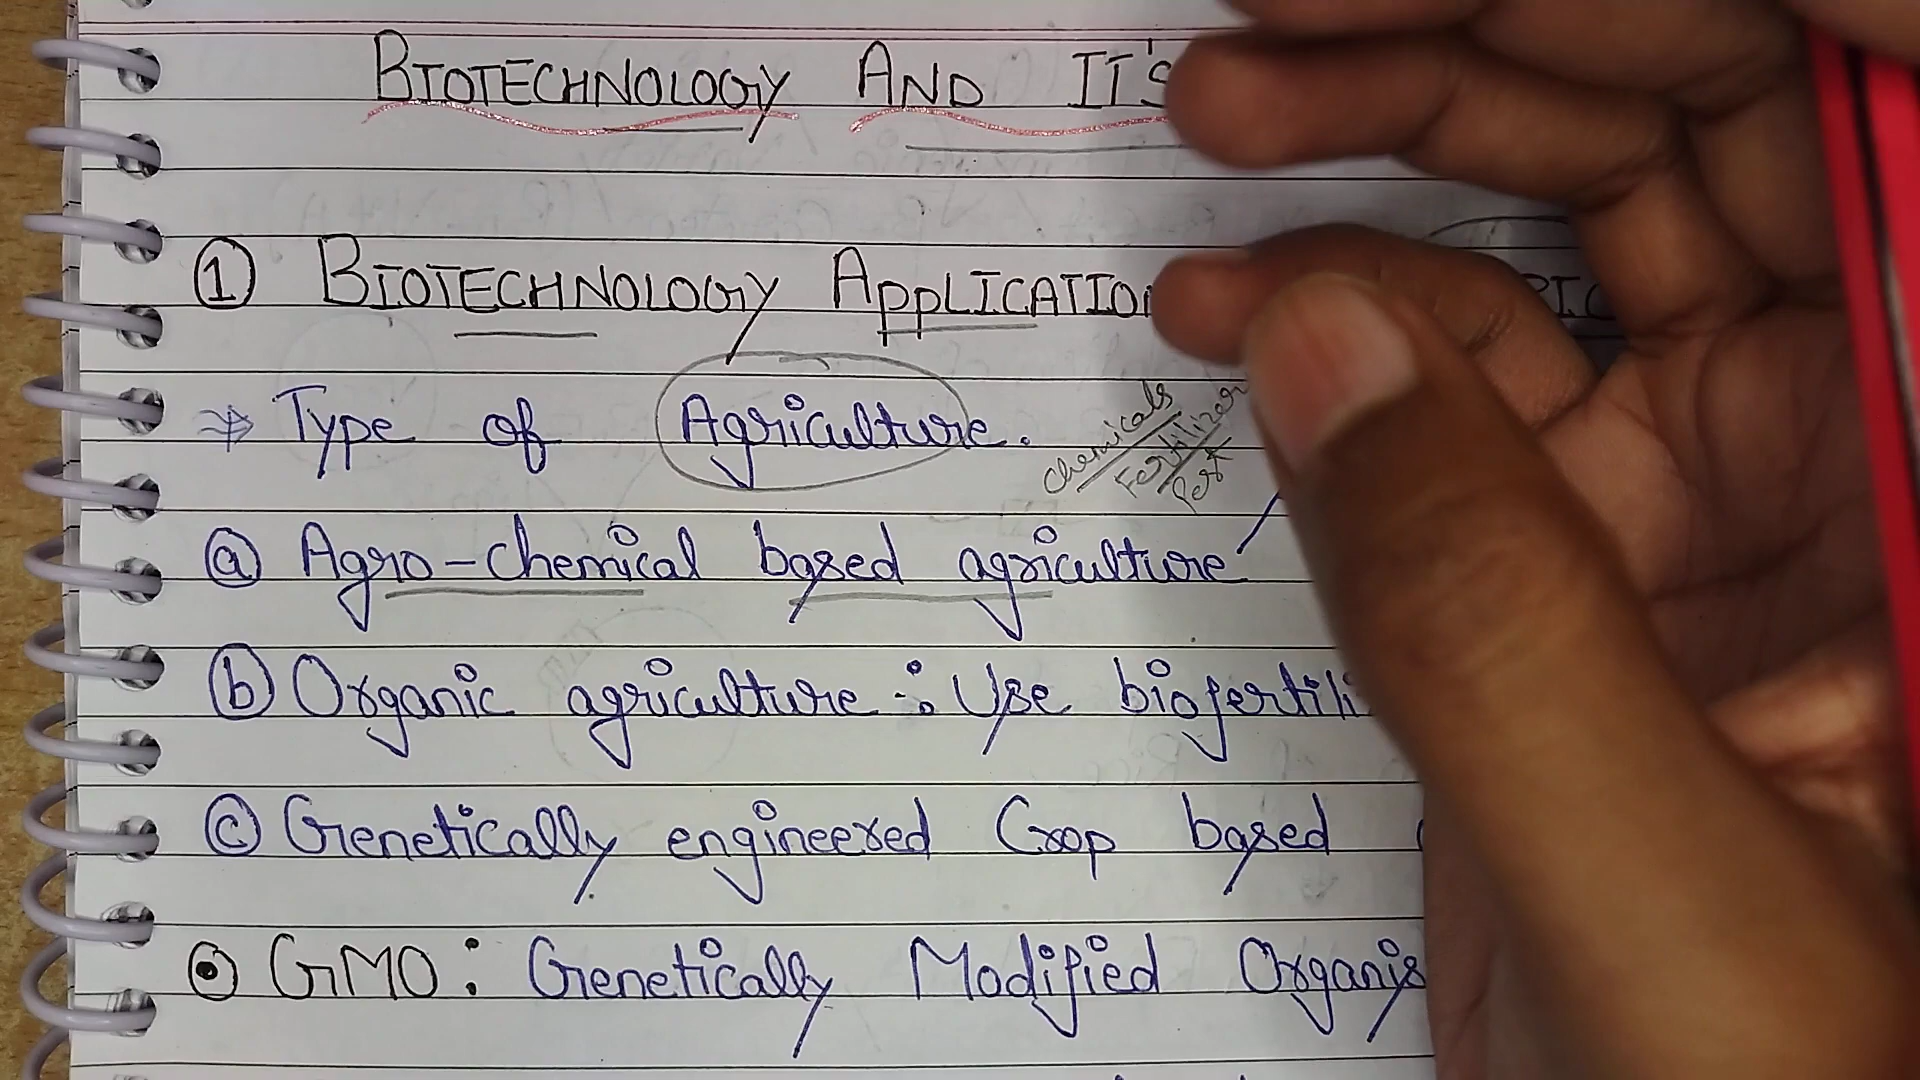 BIOTECHNOLOGY AND IT'S
① BIOTECHNOLOGY APPLICATION
⇒ Type of Agriculture.
Chemicals
Fertilizer
ⓐ Agro-chemical based agriculture
ⓑ Organic agriculture : Use biofertili
ⓒ Genetically engineered Crop based
⊙ GMO: Genetically Modified Organis